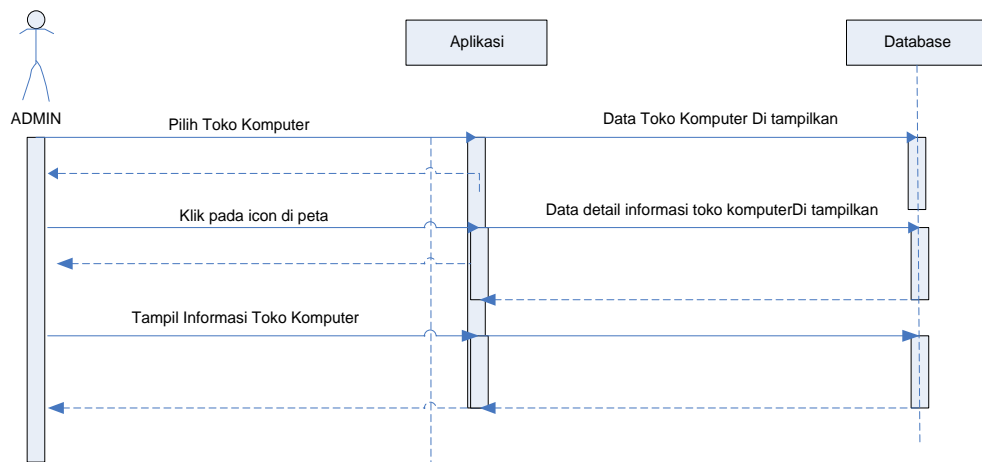 Aplikasi
Database
ADMIN
Pilih Toko Komputer
Data Toko Komputer Di tampilkan
Klik pada icon di peta
Data detail informasi toko komputerDi tampilkan
Tampil Informasi Toko Komputer